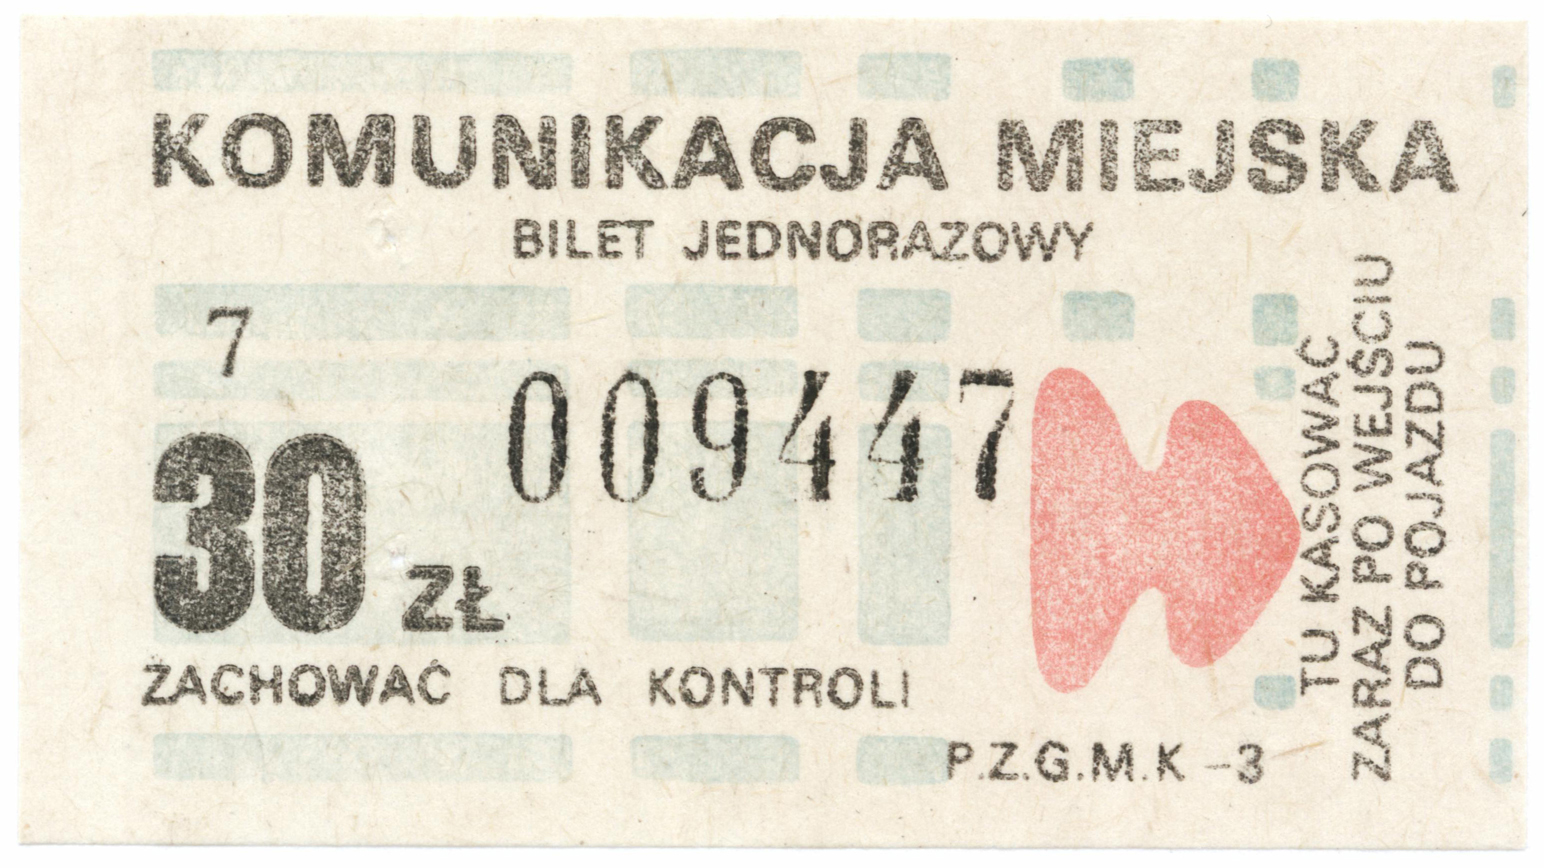 KOMUNIKACJA MIEJSKA
BILET JEDNORAZOWY
7
009447
30 ZŁ
ZACHOWAĆ DLA KONTROLI
P.Z.G.M.K -3
TU KASOWAĆ
ZARAZ PO WEJŚCIU
DO POJAZDU